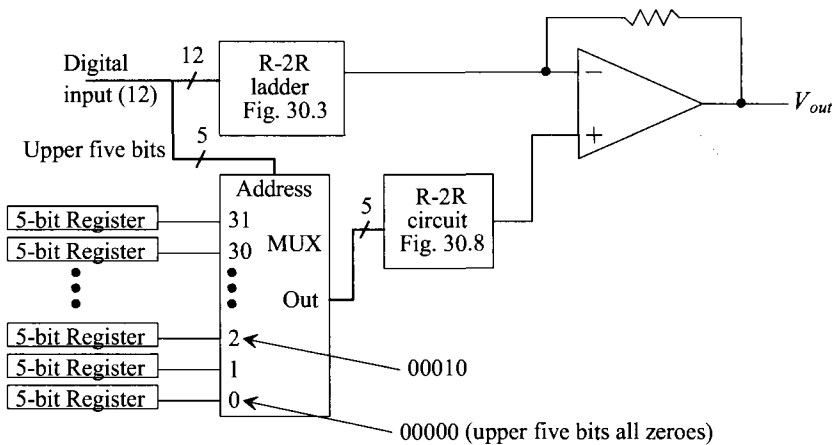 12
R-2R
ladder
Fig. 30.3
Digital
input (12)
−
+
V_out
Upper five bits
5
Address
MUX
Out
5
R-2R
circuit
Fig. 30.8
5-bit Register
31
5-bit Register
30
5-bit Register
2
00010
5-bit Register
1
5-bit Register
0
00000 (upper five bits all zeroes)